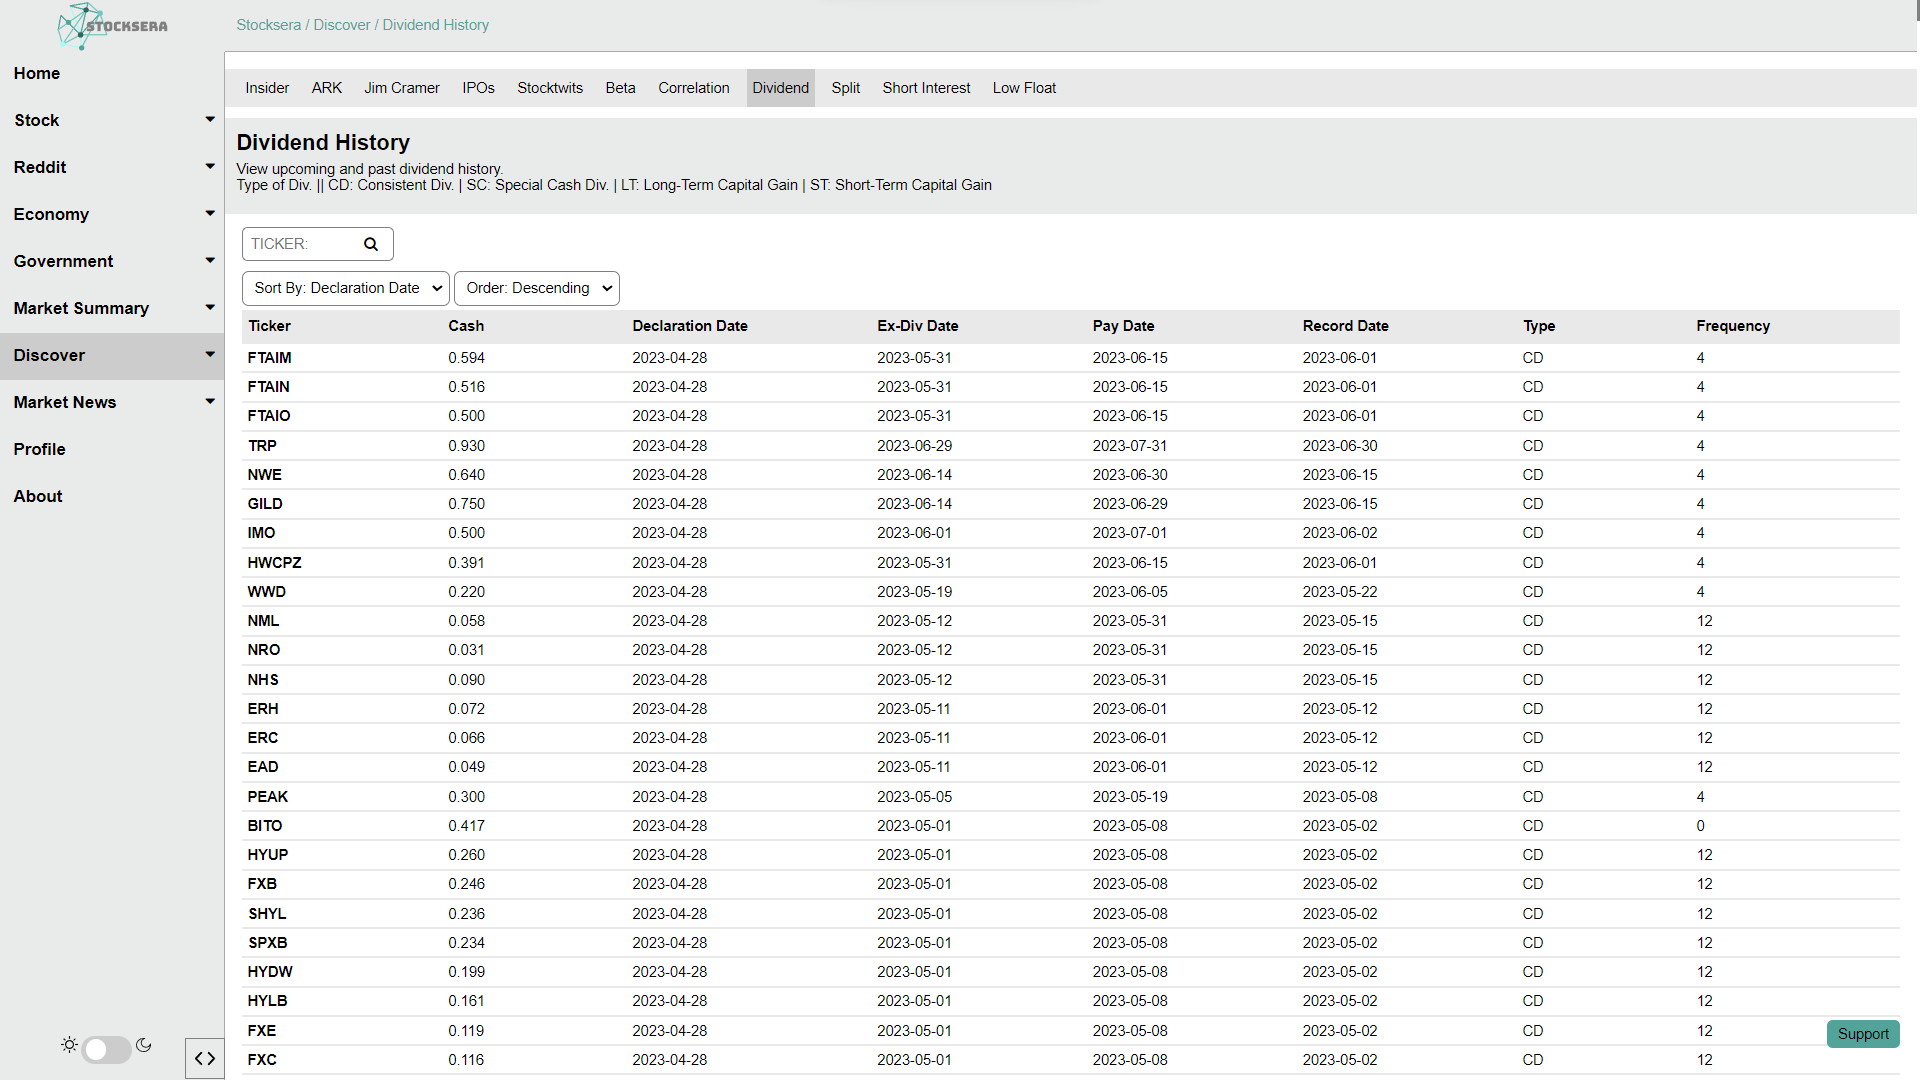 STOCKSERA
Stocksera / Discover / Dividend History
Home
Stock
Reddit
Economy
Government
Market Summary
Discover
Market News
Profile
About
Insider ARK Jim Cramer IPOs Stocktwits Beta Correlation Dividend Split Short Interest Low Float
Dividend History
View upcoming and past dividend history.
Type of Div. || CD: Consistent Div. | SC: Special Cash Div. | LT: Long-Term Capital Gain | ST: Short-Term Capital Gain
TICKER:
Sort By: Declaration Date Order: Descending
Ticker Cash Declaration Date Ex-Div Date Pay Date Record Date Type Frequency
FTAIM 0.594 2023-04-28 2023-05-31 2023-06-15 2023-06-01 CD 4
FTAIN 0.516 2023-04-28 2023-05-31 2023-06-15 2023-06-01 CD 4
FTAIO 0.500 2023-04-28 2023-05-31 2023-06-15 2023-06-01 CD 4
TRP 0.930 2023-04-28 2023-06-29 2023-07-31 2023-06-30 CD 4
NWE 0.640 2023-04-28 2023-06-14 2023-06-30 2023-06-15 CD 4
GILD 0.750 2023-04-28 2023-06-14 2023-06-29 2023-06-15 CD 4
IMO 0.500 2023-04-28 2023-06-01 2023-07-01 2023-06-02 CD 4
HWCPZ 0.391 2023-04-28 2023-05-31 2023-06-15 2023-06-01 CD 4
WWD 0.220 2023-04-28 2023-05-19 2023-06-05 2023-05-22 CD 4
NML 0.058 2023-04-28 2023-05-12 2023-05-31 2023-05-15 CD 12
NRO 0.031 2023-04-28 2023-05-12 2023-05-31 2023-05-15 CD 12
NHS 0.090 2023-04-28 2023-05-12 2023-05-31 2023-05-15 CD 12
ERH 0.072 2023-04-28 2023-05-11 2023-06-01 2023-05-12 CD 12
ERC 0.066 2023-04-28 2023-05-11 2023-06-01 2023-05-12 CD 12
EAD 0.049 2023-04-28 2023-05-11 2023-06-01 2023-05-12 CD 12
PEAK 0.300 2023-04-28 2023-05-05 2023-05-19 2023-05-08 CD 4
BITO 0.417 2023-04-28 2023-05-01 2023-05-08 2023-05-02 CD 0
HYUP 0.260 2023-04-28 2023-05-01 2023-05-08 2023-05-02 CD 12
FXB 0.246 2023-04-28 2023-05-01 2023-05-08 2023-05-02 CD 12
SHYL 0.236 2023-04-28 2023-05-01 2023-05-08 2023-05-02 CD 12
SPXB 0.234 2023-04-28 2023-05-01 2023-05-08 2023-05-02 CD 12
HYDW 0.199 2023-04-28 2023-05-01 2023-05-08 2023-05-02 CD 12
HYLB 0.161 2023-04-28 2023-05-01 2023-05-08 2023-05-02 CD 12
FXE 0.119 2023-04-28 2023-05-01 2023-05-08 2023-05-02 CD 12
FXC 0.116 2023-04-28 2023-05-01 2023-05-08 2023-05-02 CD 12
Support